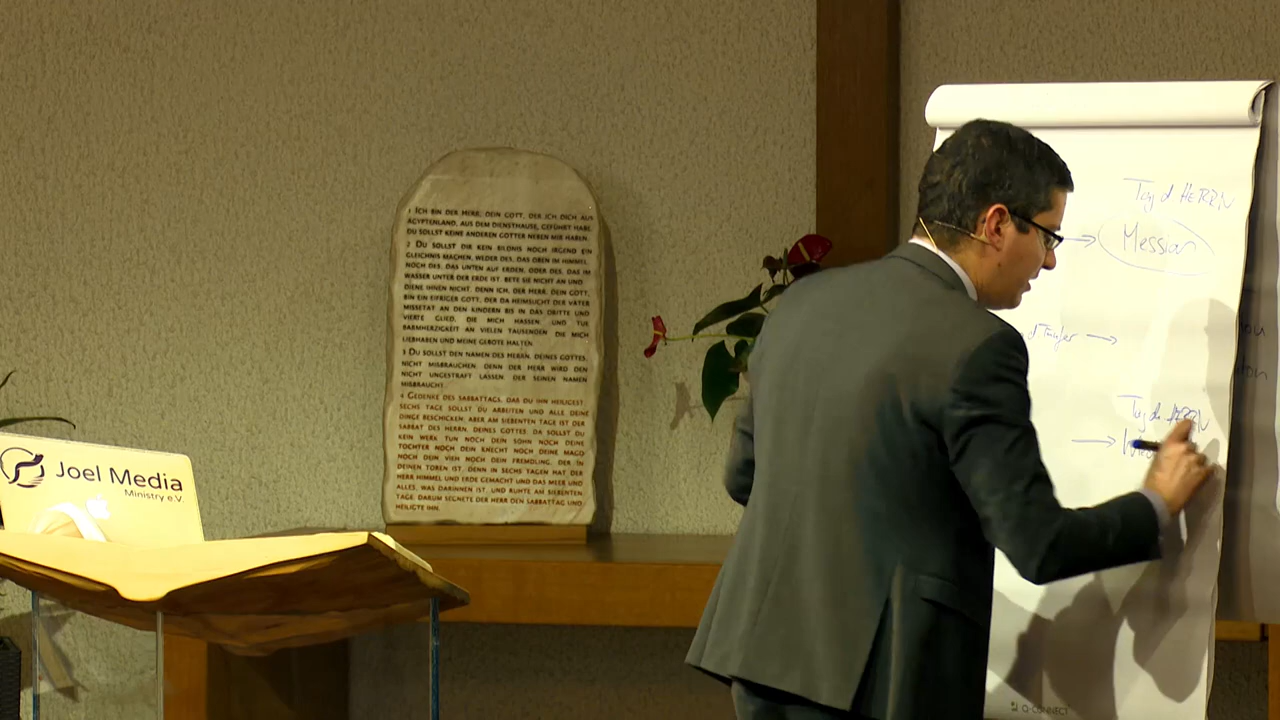 1 ICH BIN DER HERR, DEIN GOTT, DER ICH DICH AUS
ÄGYPTENLAND, AUS DEM DIENSTHAUSE, GEFÜHRT HABE.
DU SOLLST KEINE ANDEREN GÖTTER NEBEN MIR HABEN.
2 DU SOLLST DIR KEIN BILDNIS NOCH IRGEND EIN
GLEICHNIS MACHEN, WEDER DES, DAS OBEN IM HIMMEL,
NOCH DES, DAS UNTEN AUF ERDEN, ODER DES, DAS IM
WASSER UNTER DER ERDE IST. BETE SIE NICHT AN UND
DIENE IHNEN NICHT. DENN ICH, DER HERR, DEIN GOTT,
BIN EIN EIFRIGER GOTT, DER DA HEIMSUCHT DER VÄTER
MISSETAT AN DEN KINDERN BIS IN DAS DRITTE UND
VIERTE GLIED, DIE MICH HASSEN, UND TUE
BARMHERZIGKEIT AN VIELEN TAUSENDEN, DIE MICH
LIEBHABEN UND MEINE GEBOTE HALTEN.
3 DU SOLLST DEN NAMEN DES HERRN, DEINES GOTTES,
NICHT MISBRAUCHEN; DENN DER HERR WIRD DEN
NICHT UNGESTRAFT LASSEN, DER SEINEN NAMEN
MISBRAUCHT.
4 GEDENKE DES SABBATTAGS, DAS DU IHN HEILIGEST.
SECHS TAGE SOLLST DU ARBEITEN UND ALLE DEINE
DINGE BESCHICKEN; ABER AM SIEBENTEN TAGE IST DER
SABBAT DES HERRN, DEINES GOTTES. DA SOLLST DU
KEIN WERK TUN NOCH DEIN SOHN NOCH DEINE
TOCHTER NOCH DEIN KNECHT NOCH DEINE MAGD
NOCH DEIN VIEH NOCH DEIN FREMDLING, DER IN
DEINEN TOREN IST. DENN IN SECHS TAGEN HAT DER
HERR HIMMEL UND ERDE GEMACHT UND DAS MEER UND
ALLES, WAS DARINNEN IST, UND RUHTE AM SIEBENTEN
TAGE. DARUM SEGNETE DER HERR DEN SABBATTAG UND
HEILIGTE IHN.
Joel Media
Ministry e.V.
Tag d HERRN
Messias
Tag des HERRN
Q-CONNECT